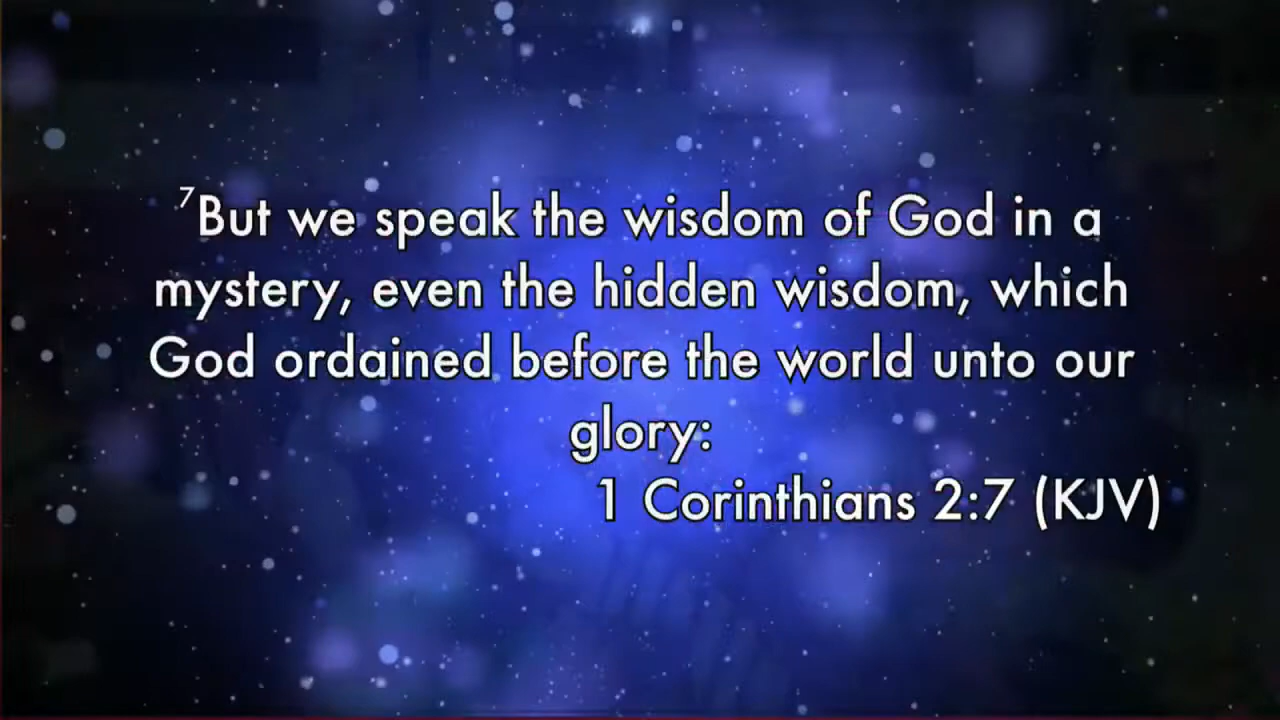 ⁷But we speak the wisdom of God in a
mystery, even the hidden wisdom, which
God ordained before the world unto our
glory:
1 Corinthians 2:7 (KJV)